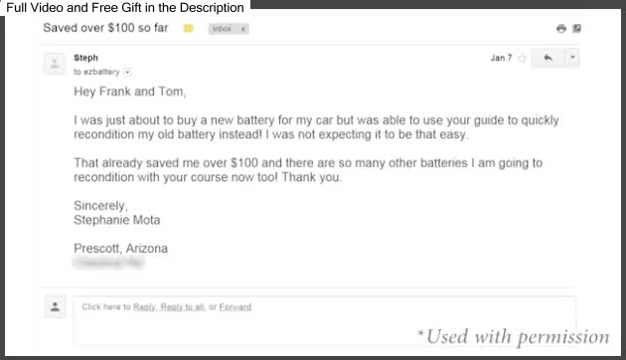 Full Video and Free Gift in the Description
Saved over $100 so far
Inbox x
Steph
Jan 7
to ezbattery
Hey Frank and Tom,
I was just about to buy a new battery for my car but was able to use your guide to quickly
recondition my old battery instead! I was not expecting it to be that easy.
That already saved me over $100 and there are so many other batteries I am going to
recondition with your course now too! Thank you.
Sincerely,
Stephanie Mota
Prescott, Arizona
Click here to Reply, Reply to all, or Forward
*Used with permission